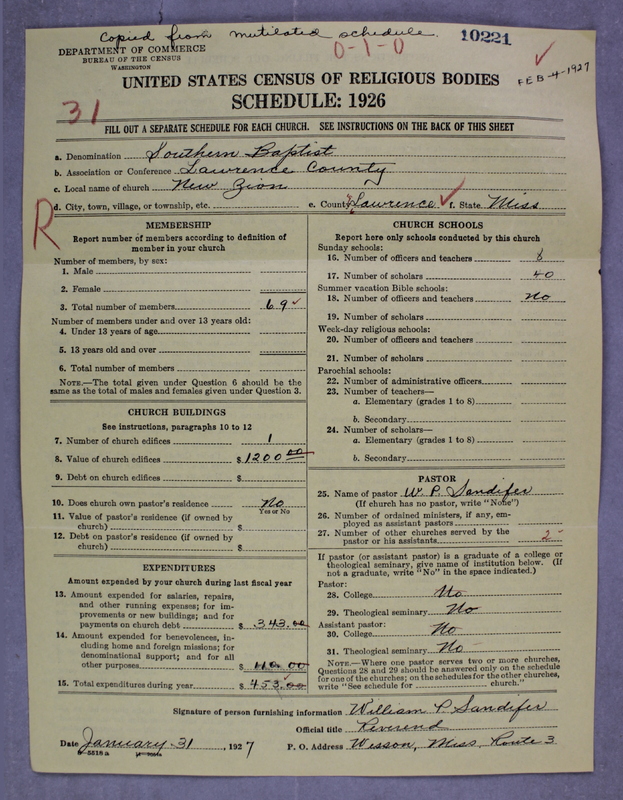 Copied from mutilated schedule.
10221
DEPARTMENT OF COMMERCE
BUREAU OF THE CENSUS
WASHINGTON
0-1-0
FEB-4-1927
UNITED STATES CENSUS OF RELIGIOUS BODIES
SCHEDULE: 1926
31
FILL OUT A SEPARATE SCHEDULE FOR EACH CHURCH. SEE INSTRUCTIONS ON THE BACK OF THIS SHEET
a. Denomination Southern Baptist
b. Association or Conference Lawrence County
c. Local name of church New Zion
d. City, town, village, or township, etc. e. County Lawrence f. State Miss
R
MEMBERSHIP
Report number of members according to definition of
member in your church
Number of members, by sex:
1. Male
2. Female
3. Total number of members 69
Number of members under and over 13 years old:
4. Under 13 years of age
5. 13 years old and over
6. Total number of members
NOTE.—The total given under Question 6 should be the
same as the total of males and females given under Question 3.
CHURCH BUILDINGS
See instructions, paragraphs 10 to 12
7. Number of church edifices 1
8. Value of church edifices $1200.00
9. Debt on church edifices $
10. Does church own pastor's residence No
Yes or No
11. Value of pastor's residence (if owned by
church) $
12. Debt on pastor's residence (if owned by
church) $
EXPENDITURES
Amount expended by your church during last fiscal year
13. Amount expended for salaries, repairs,
and other running expenses; for im-
provements or new buildings; and for
payments on church debt $ 343.00
14. Amount expended for benevolences, in-
cluding home and foreign missions; for
denominational support; and for all
other purposes $ 110.00
15. Total expenditures during year $ 453.00
CHURCH SCHOOLS
Report here only schools conducted by this church
Sunday schools:
16. Number of officers and teachers 8
17. Number of scholars 40
Summer vacation Bible schools:
18. Number of officers and teachers No
19. Number of scholars
Week-day religious schools:
20. Number of officers and teachers
21. Number of scholars
Parochial schools:
22. Number of administrative officers
23. Number of teachers—
a. Elementary (grades 1 to 8)
b. Secondary
24. Number of scholars—
a. Elementary (grades 1 to 8)
b. Secondary
PASTOR
25. Name of pastor W. P. Sandifer
(If church has no pastor, write "None")
26. Number of ordained ministers, if any, em-
ployed as assistant pastors
27. Number of other churches served by the
pastor or his assistants 2
If pastor (or assistant pastor) is a graduate of a college or
theological seminary, give name of institution below. (If
not a graduate, write "No" in the space indicated.)
Pastor:
28. College No
29. Theological seminary No
Assistant pastor:
30. College No
31. Theological seminary No
NOTE.—Where one pastor serves two or more churches,
Questions 28 and 29 should be answered only on the schedule
for one of the churches; on the schedules for the other churches,
write "See schedule for church."
Signature of person furnishing information William P Sandifer
Official title Reverend
Date January 31, 1927 P. O. Address Wesson, Miss, Route 3